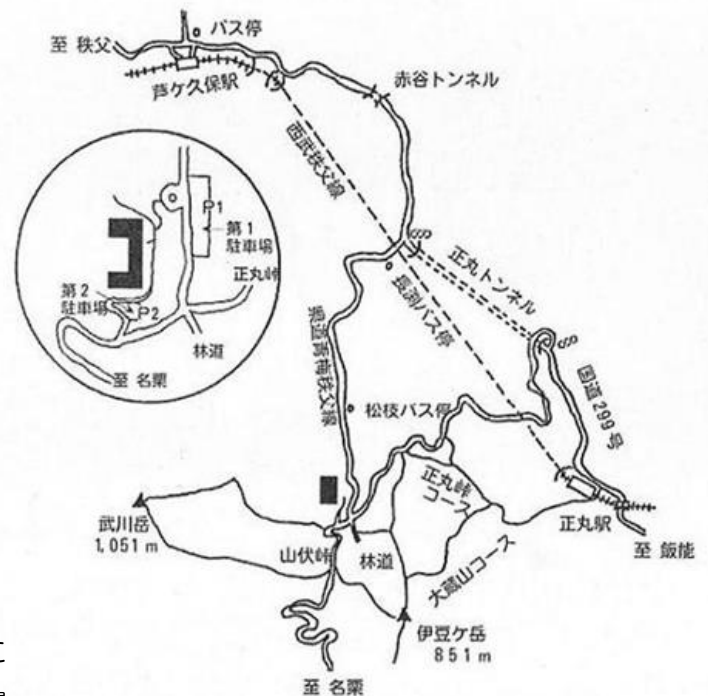 バス停
至 秩父
芦ケ久保駅
赤谷トンネル
西武秩父線
P1
第1
駐車場
正丸峠
第2
駐車場
P2
林道
至 名栗
正丸トンネル
長渕バス停
県道青梅秩父線
国道299号
松枝バス停
正丸峠
コース
武川岳
1,051m
山伏峠
林道
大蔵山コース
正丸駅
至 飯能
伊豆ケ岳
851m
至 名栗